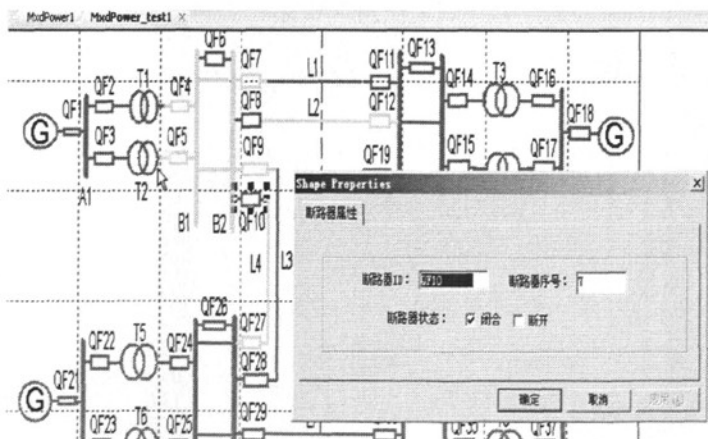 MxdPower1
MxdPower_test1
QF6
QF7
L1
QF11
QF13
QF2
T1
QF4
QF14
T3
QF16
QF1
QF8
L2
QF12
QF18
G
G
QF3
QF5
QF9
QF19
QF15
QF17
T2
A1
B1
B2
QF10
L4
L3
Shape Properties
断路器属性
断路器ID:
断路器序号:
断路器状态:
闭合
断开
确定
取消
QF26
QF27
QF22
T5
QF24
QF28
QF21
G
QF23
T6
QF25
QF29
QF35
QF37